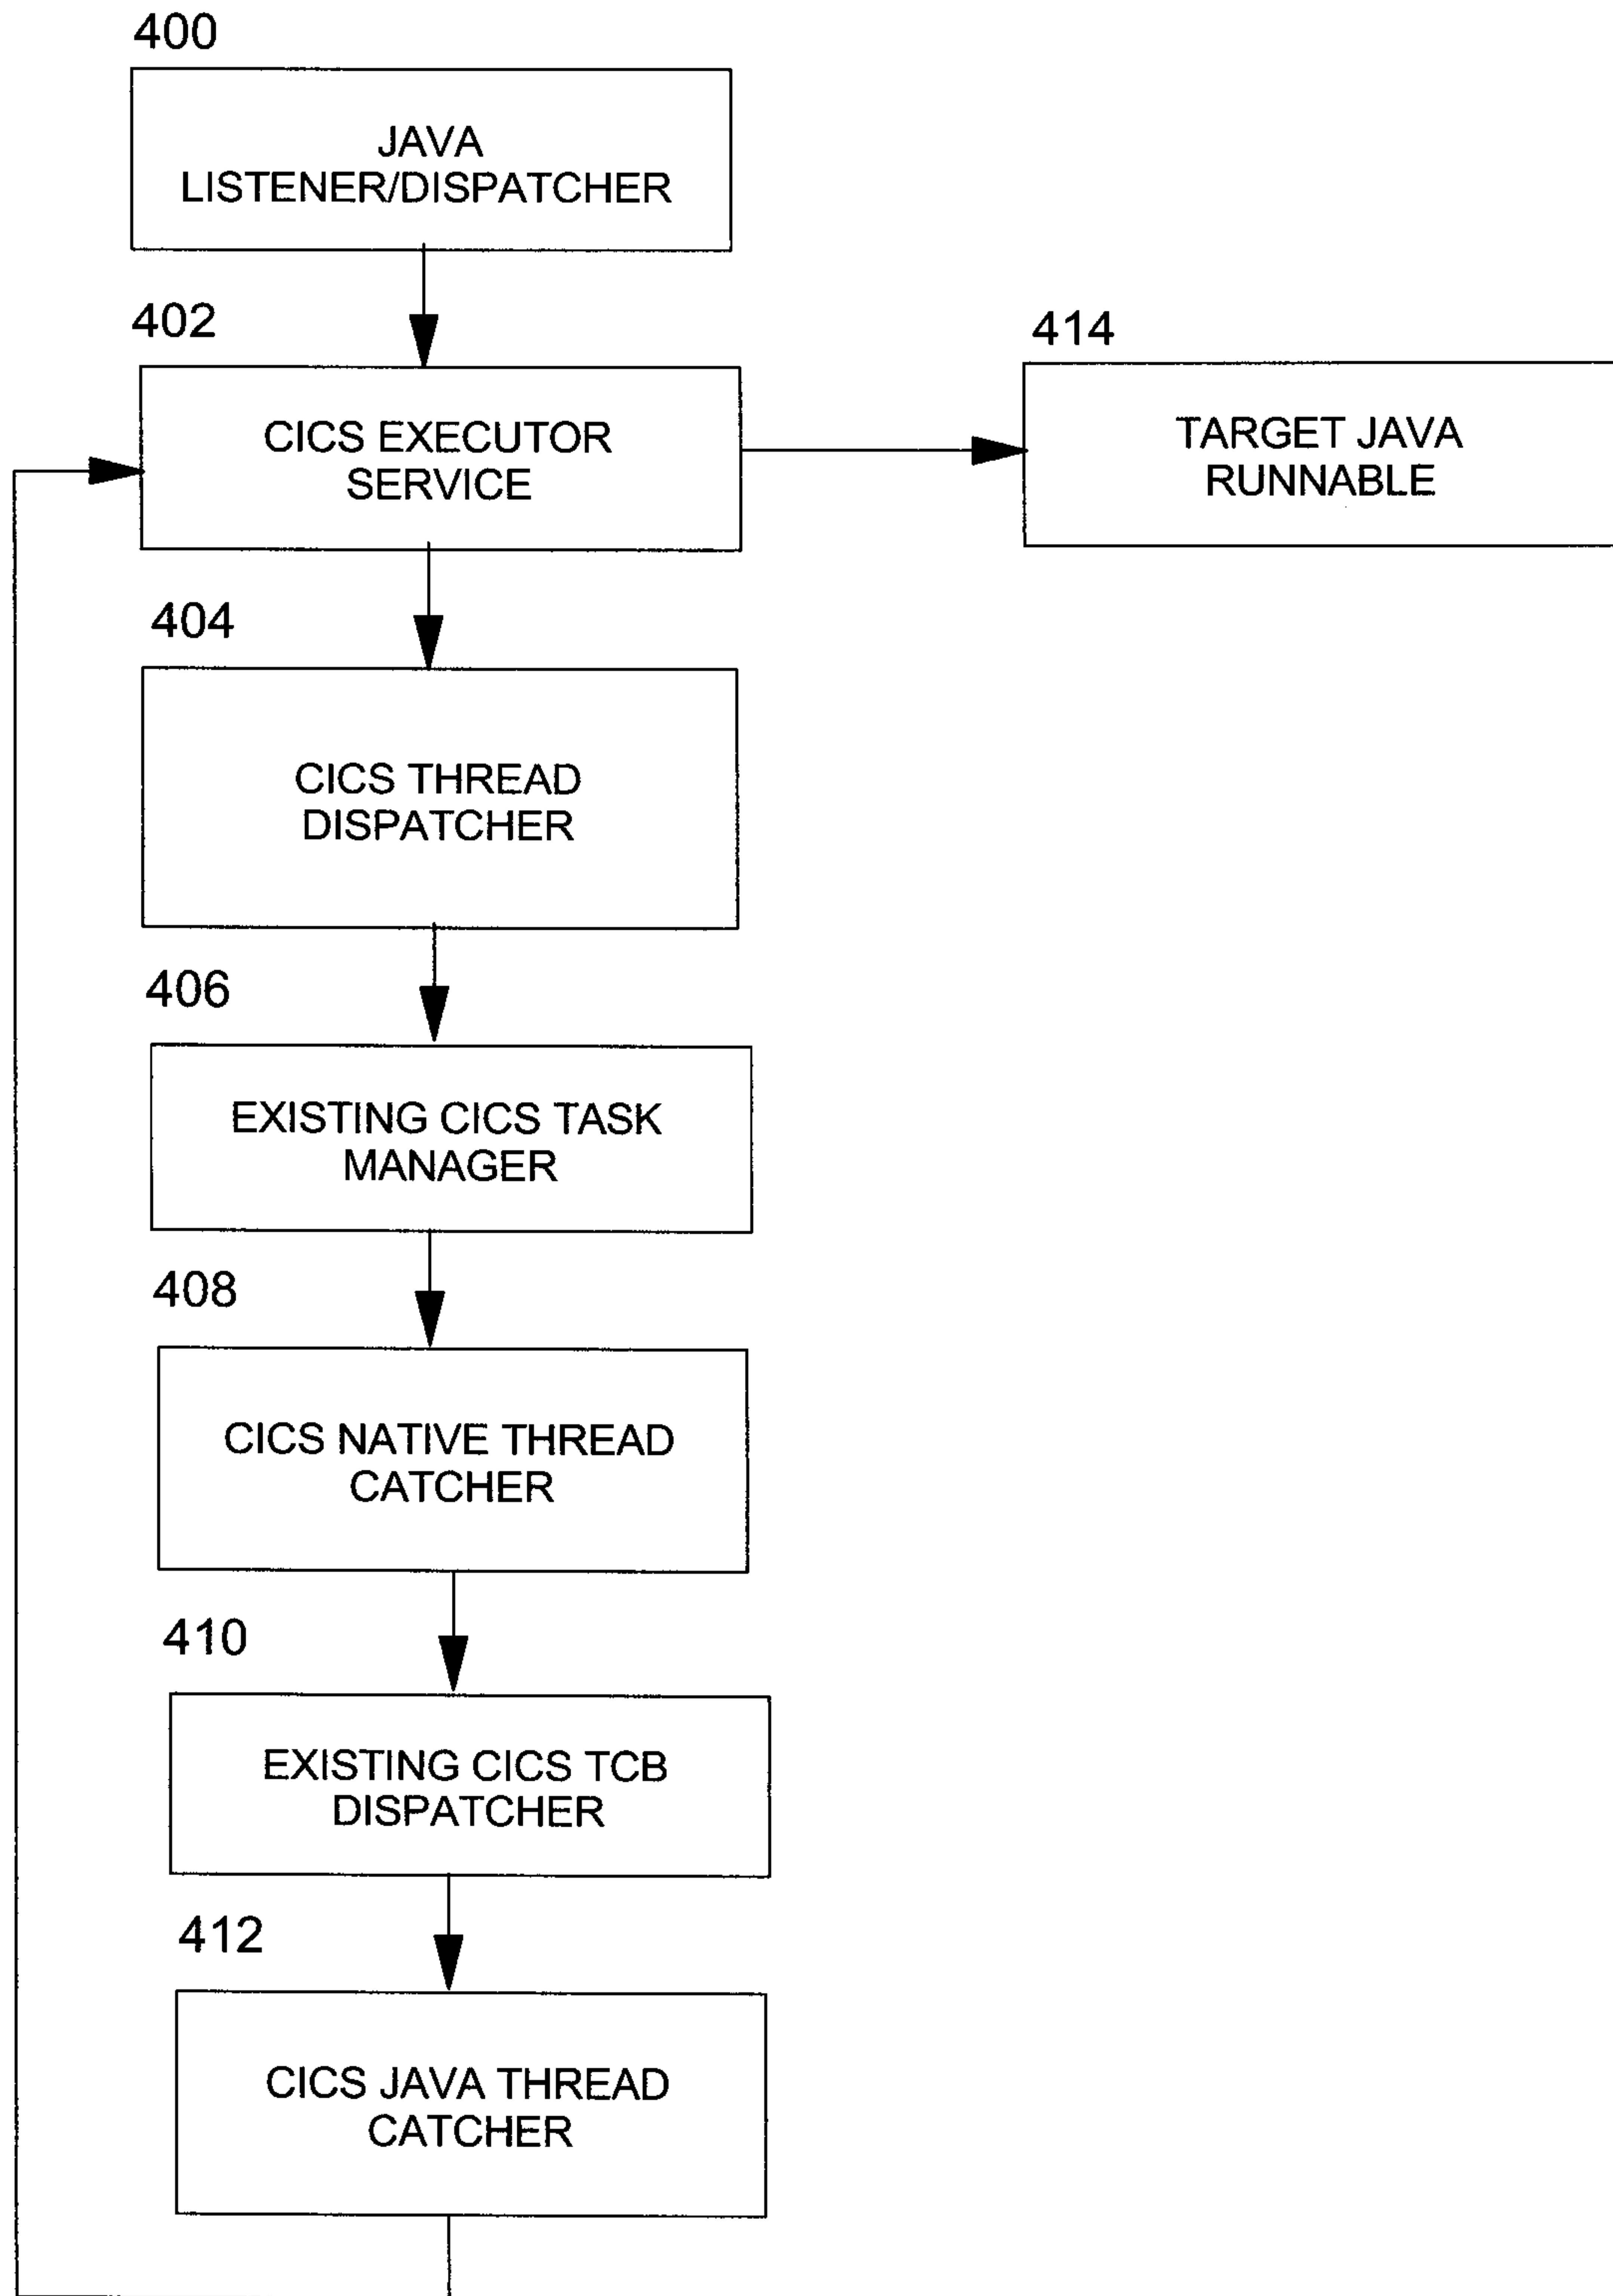 400
JAVA
LISTENER/DISPATCHER
402
CICS EXECUTOR
SERVICE
414
TARGET JAVA
RUNNABLE
404
CICS THREAD
DISPATCHER
406
EXISTING CICS TASK
MANAGER
408
CICS NATIVE THREAD
CATCHER
410
EXISTING CICS TCB
DISPATCHER
412
CICS JAVA THREAD
CATCHER